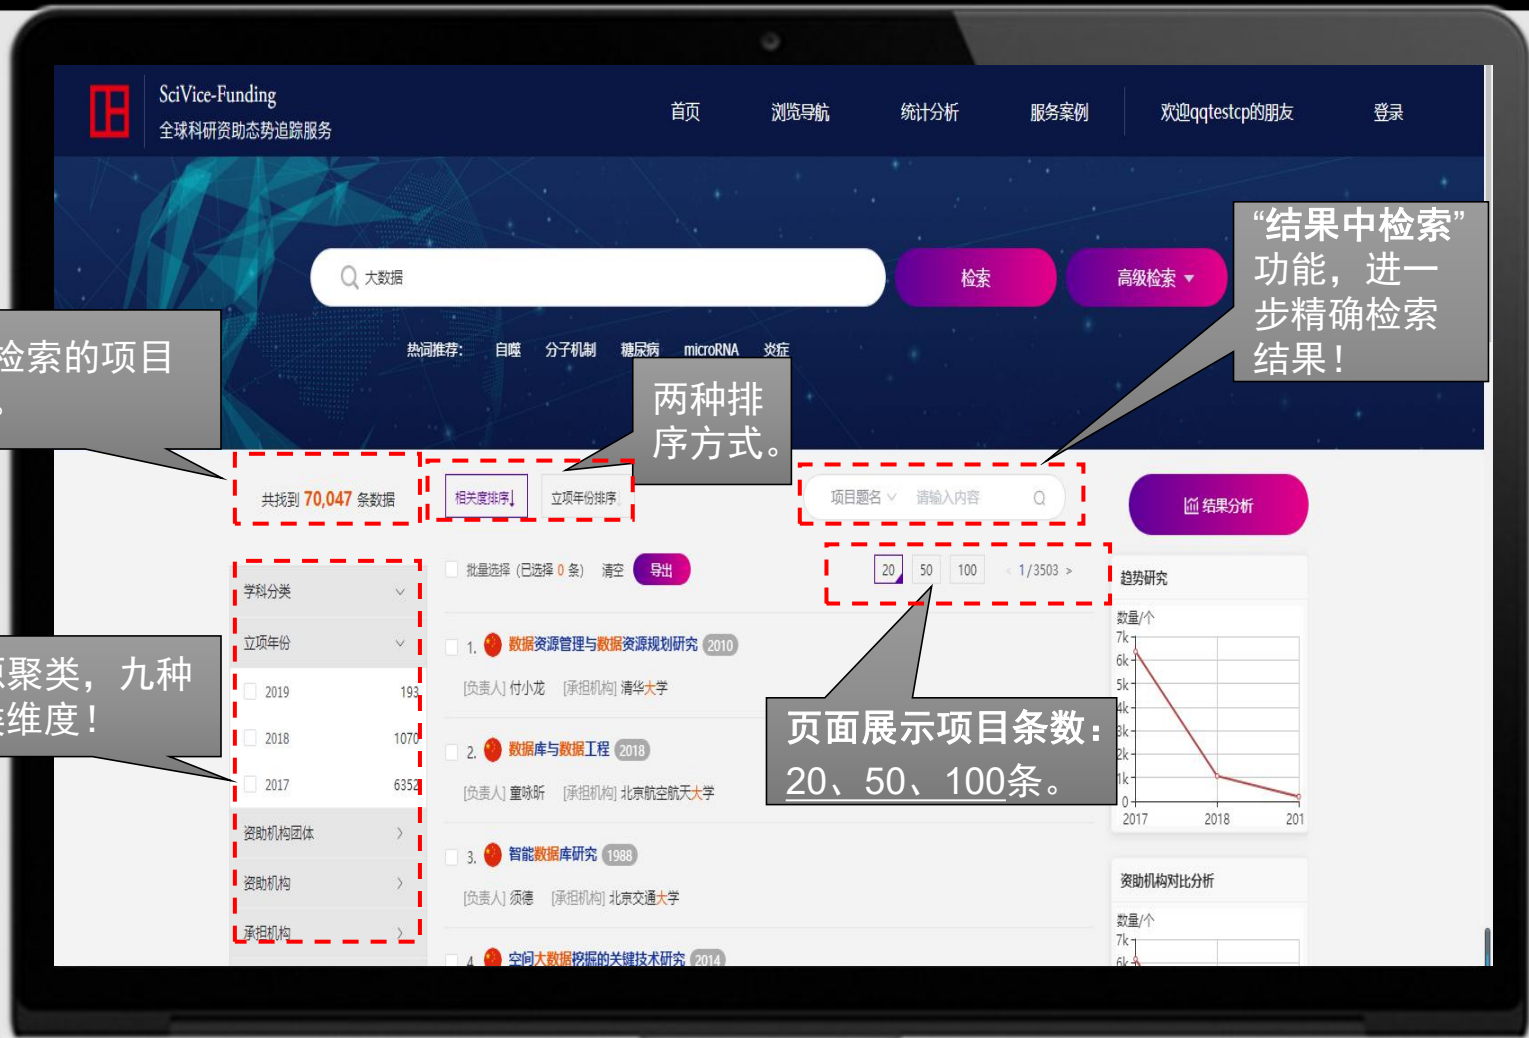 SciVice-Funding
全球科研资助态势追踪服务
首页 浏览导航 统计分析 服务案例 欢迎qqtestcp的朋友 登录
大数据
检索
高级检索
热词推荐： 自噬 分子机制 糖尿病 microRNA 炎症
“结果中检索”
功能，进一
步精确检索
结果！
检索的项目
。
两种排
序方式。
共找到 70,047 条数据
相关度排序↓
立项年份排序↓
项目题名
请输入内容
结果分析
批量选择 (已选择 0 条) 清空 导出
20 50 100 < 1 / 3503 >
学科分类
立项年份
2019 193
2018 1070
2017 6352
资助机构团体
资助机构
承担机构
聚类，九种
维度！
1. 数据资源管理与数据资源规划研究 2010
[负责人] 付小龙 [承担机构] 清华大学
2. 数据库与数据工程 2018
[负责人] 童咏昕 [承担机构] 北京航空航天大学
3. 智能数据库研究 1988
[负责人] 须德 [承担机构] 北京交通大学
4. 空间大数据挖掘的关键技术研究 2014
页面展示项目条数：
20、50、100条。
趋势研究
数量/个
7k
6k
5k
4k
3k
2k
1k
0
2017 2018 201
资助机构对比分析
数量/个
7k
6k